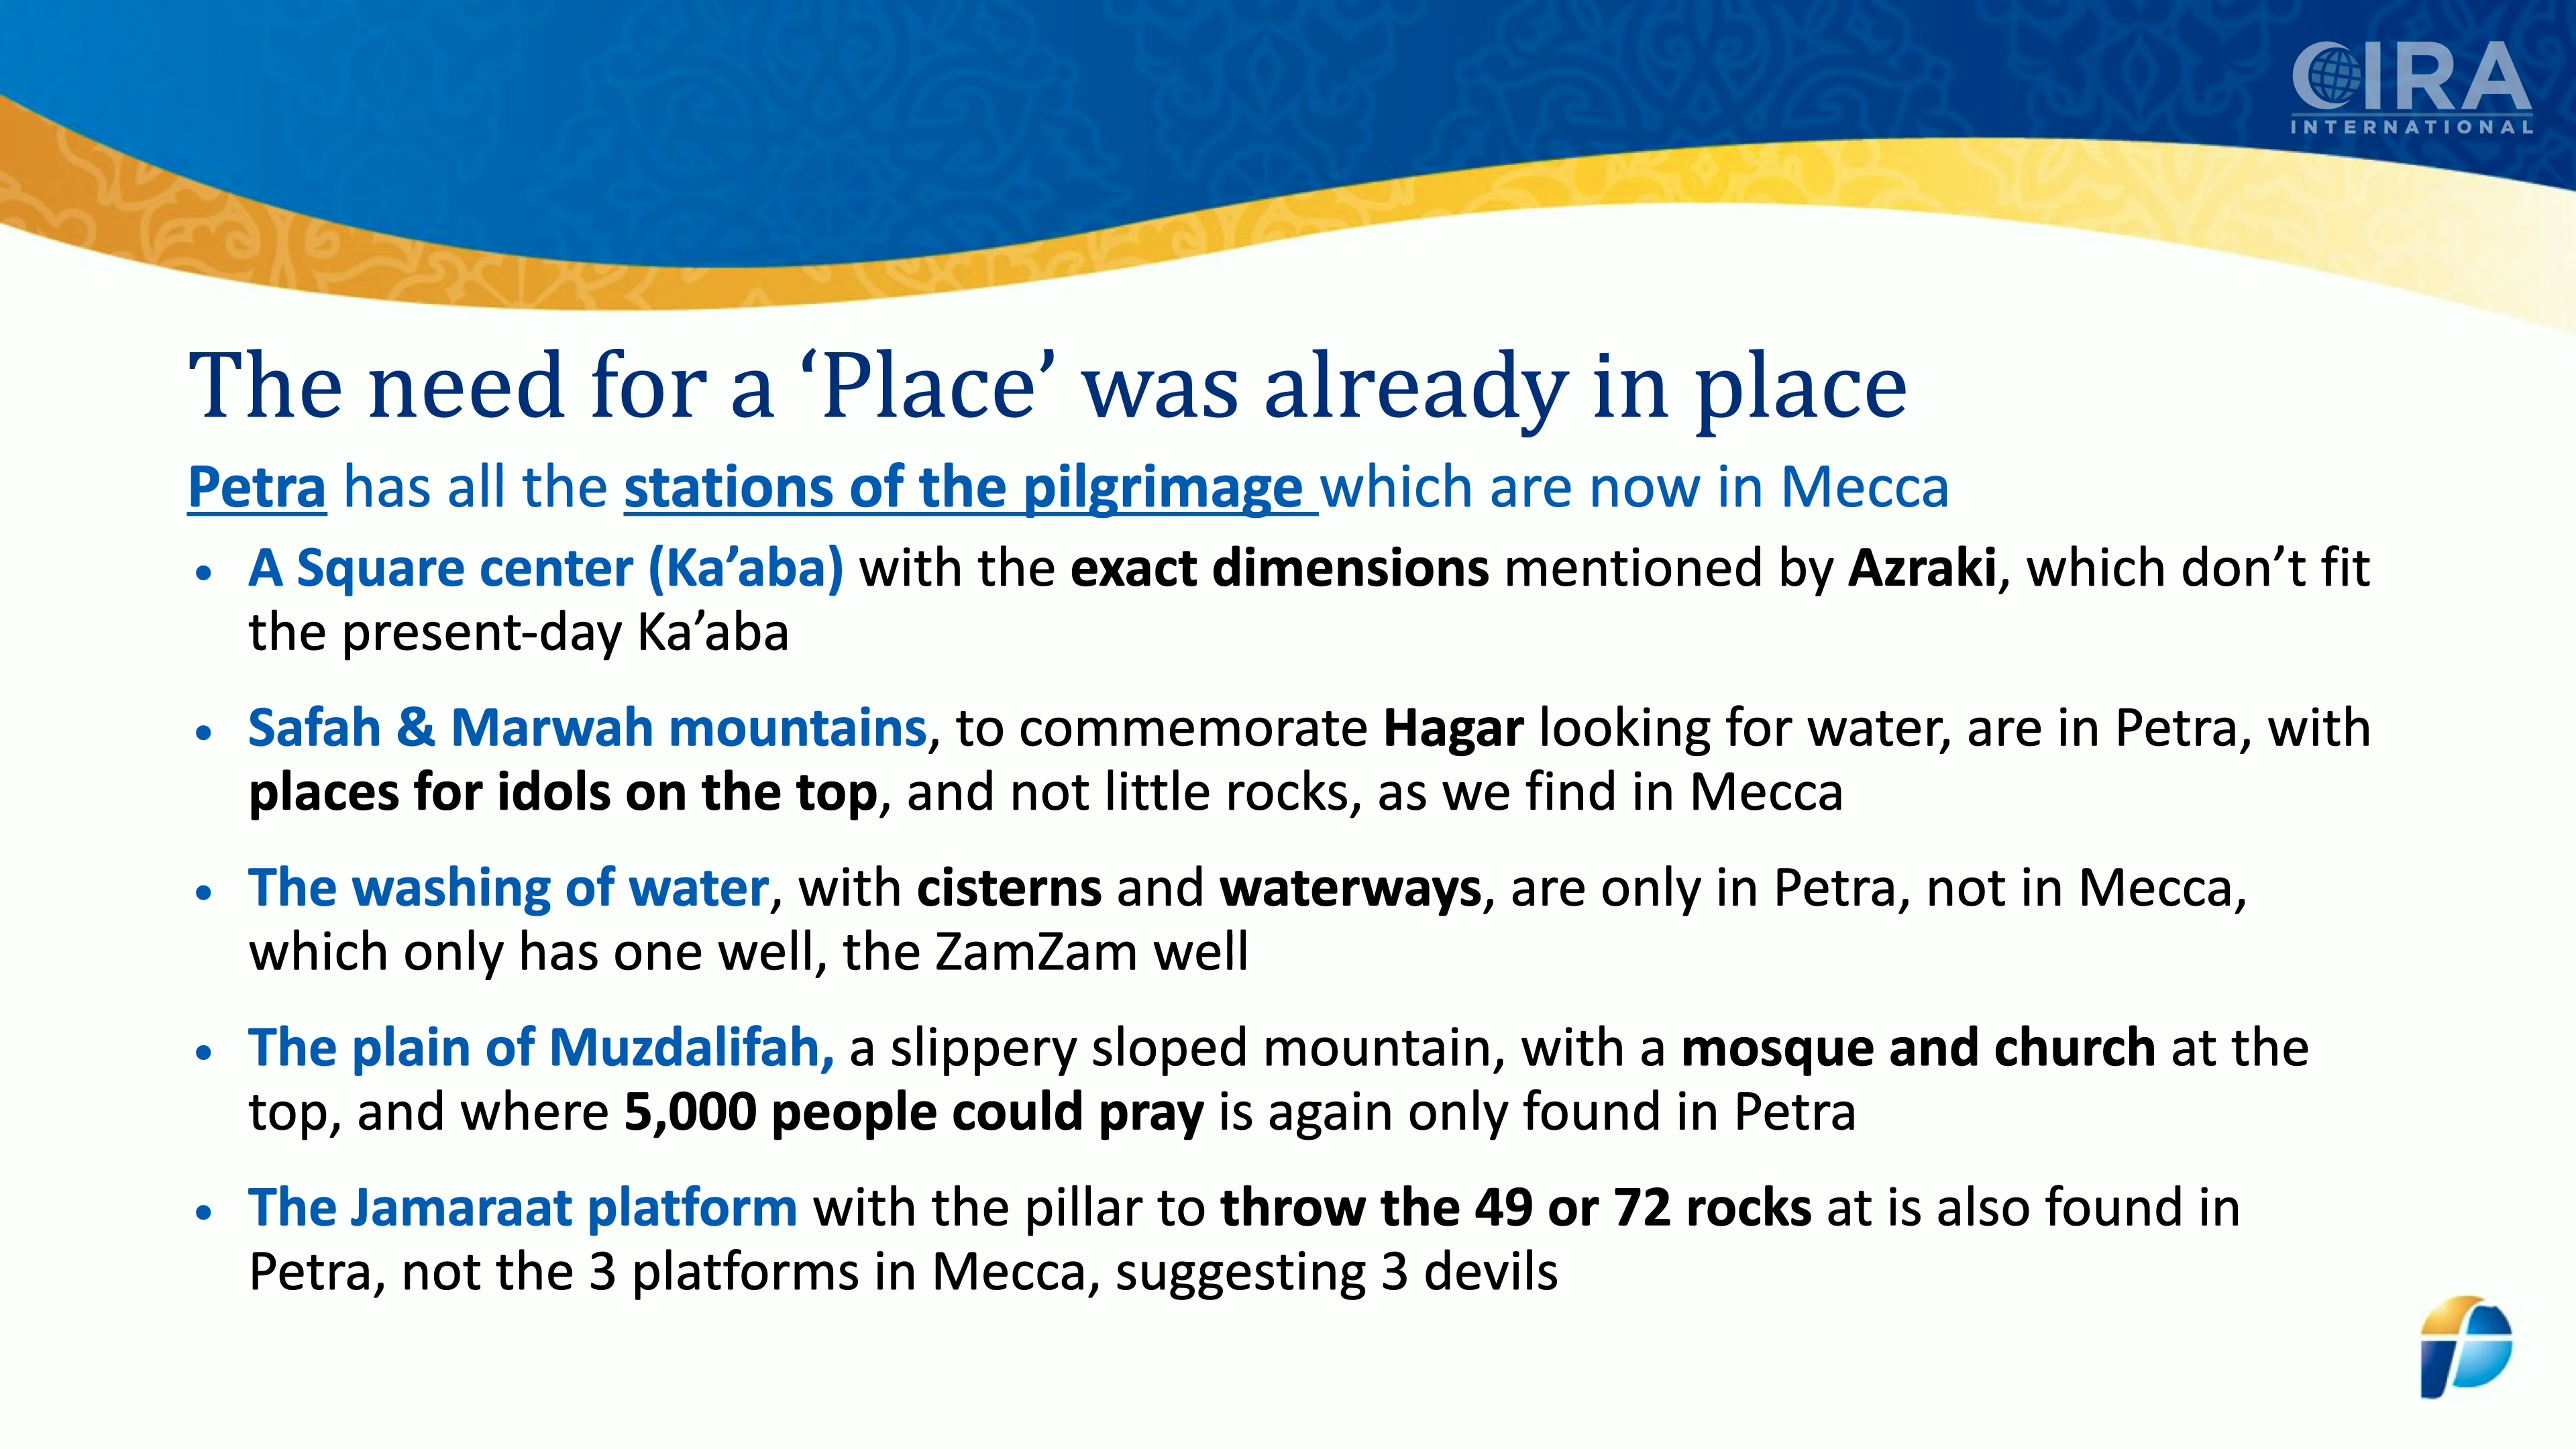 CIRA
INTERNATIONAL
The need for a ‘Place’ was already in place
Petra has all the stations of the pilgrimage which are now in Mecca
• A Square center (Ka’aba) with the exact dimensions mentioned by Azraki, which don’t fit
the present-day Ka’aba
• Safah & Marwah mountains, to commemorate Hagar looking for water, are in Petra, with
places for idols on the top, and not little rocks, as we find in Mecca
• The washing of water, with cisterns and waterways, are only in Petra, not in Mecca,
which only has one well, the ZamZam well
• The plain of Muzdalifah, a slippery sloped mountain, with a mosque and church at the
top, and where 5,000 people could pray is again only found in Petra
• The Jamaraat platform with the pillar to throw the 49 or 72 rocks at is also found in
Petra, not the 3 platforms in Mecca, suggesting 3 devils